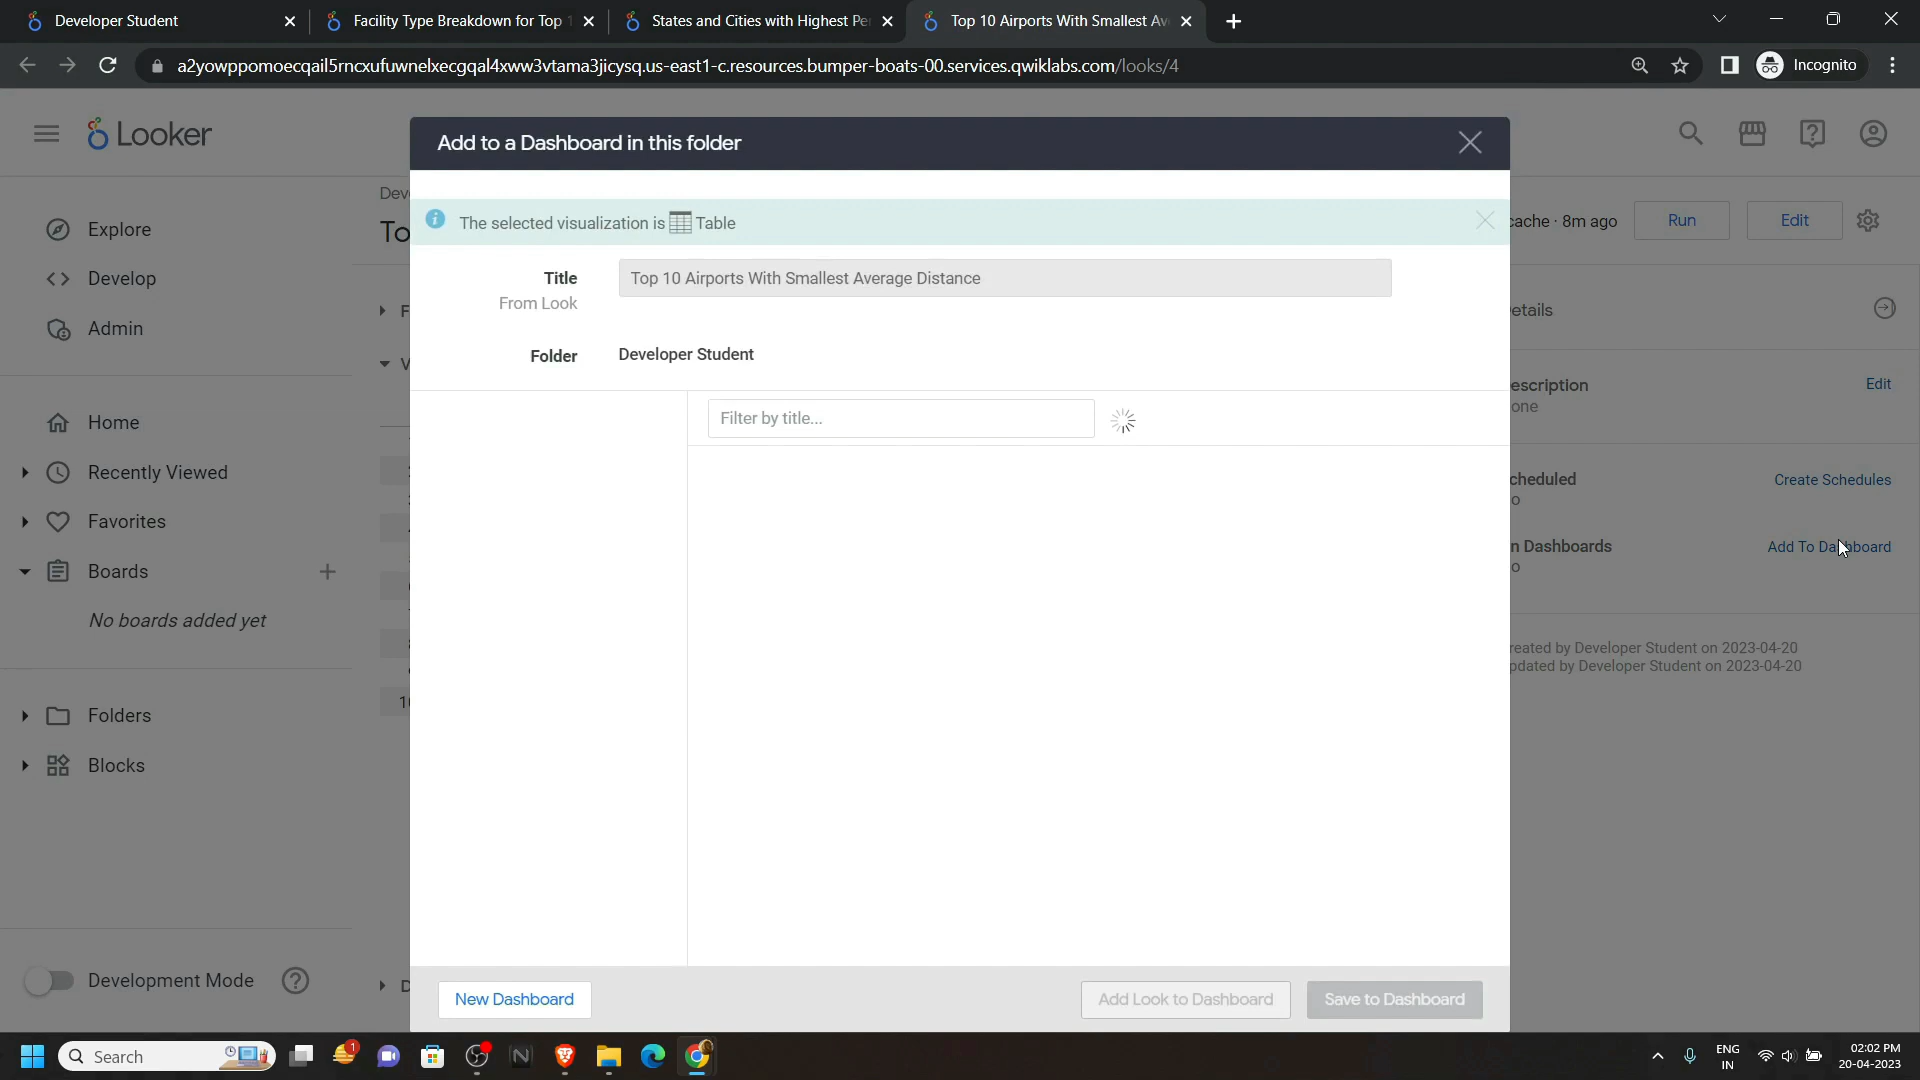 Developer Student
Facility Type Breakdown for Top 1
States and Cities with Highest Pe
Top 10 Airports With Smallest Av
a2yowppomoecqail5rncxufuwnelxecgqal4xww3vtama3jicysq.us-east1-c.resources.bumper-boats-00.services.qwiklabs.com/looks/4
Incognito
Looker
Add to a Dashboard in this folder
Dev
To
cache · 8m ago
Run
Edit
The selected visualization is Table
Explore
Develop
Admin
Title
From Look
Top 10 Airports With Smallest Average Distance
Folder
Developer Student
F
V
etails
escription
one
Edit
Filter by title...
Home
Recently Viewed
Favorites
Boards
No boards added yet
Folders
Blocks
cheduled
o
Create Schedules
n Dashboards
o
Add To Dashboard
reated by Developer Student on 2023-04-20
pdated by Developer Student on 2023-04-20
10
Development Mode
D
New Dashboard
Add Look to Dashboard
Save to Dashboard
Search
1
ENG
IN
02:02 PM
20-04-2023